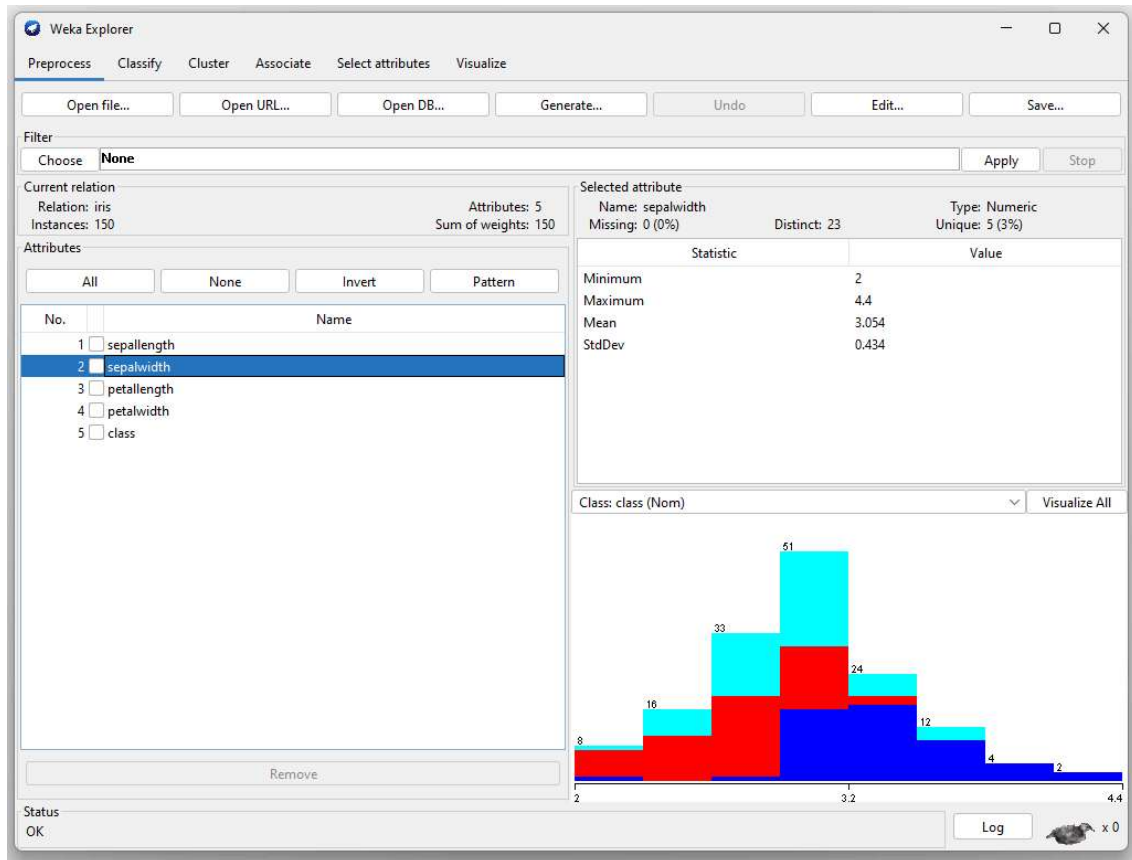 Weka Explorer
Preprocess Classify Cluster Associate Select attributes Visualize
Open file... Open URL... Open DB... Generate... Undo Edit... Save...
Filter
Choose None Apply Stop
Current relation
Relation: iris Attributes: 5
Instances: 150 Sum of weights: 150
Attributes
All None Invert Pattern
No. Name
1 sepallength
2 sepalwidth
3 petallength
4 petalwidth
5 class
Remove
Selected attribute
Name: sepalwidth Type: Numeric
Missing: 0 (0%) Distinct: 23 Unique: 5 (3%)
Statistic Value
Minimum 2
Maximum 4.4
Mean 3.054
StdDev 0.434
Class: class (Nom) Visualize All
51
33
24
16
12
8
4
2
2 3.2 4.4
Status
OK
Log x 0